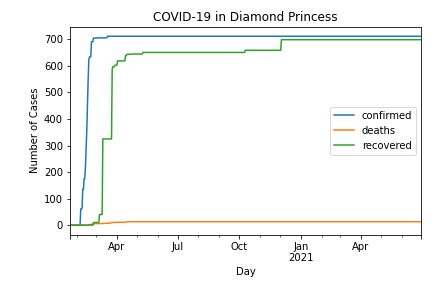 COVID-19 in Diamond Princess
Number of Cases
700
600
500
400
300
200
100
0
confirmed
deaths
recovered
Apr Jul Oct Jan Apr
2021
Day